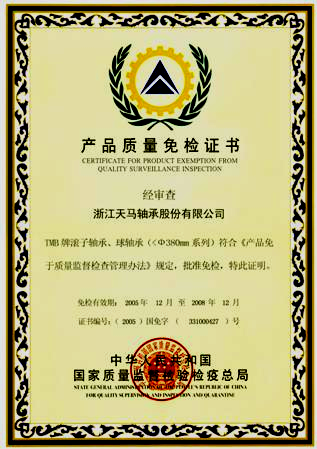 产品质量免检证书
CERTIFICATE FOR PRODUCT EXEMPTION FROM
QUALITY SURVEILLANCE INSPECTION
经审查
浙江天马轴承股份有限公司
TMB 牌滚子轴承、球轴承（<Φ380mm 系列）符合《产品免
于质量监督检查管理办法》规定，批准免检，特此证明。
免检有效期： 2005 年 12 月 至 2008 年 12 月
证书编号：（ 2005 ）国免字（ 331000427 ）号
中华人民共和国
国家质量监督检验检疫总局
STATE GENERAL ADMINISTRATION OF THE PEOPLE'S REPUBLIC OF CHINA
FOR QUALITY SUPERVISION AND INSPECTION AND QUARANTINE